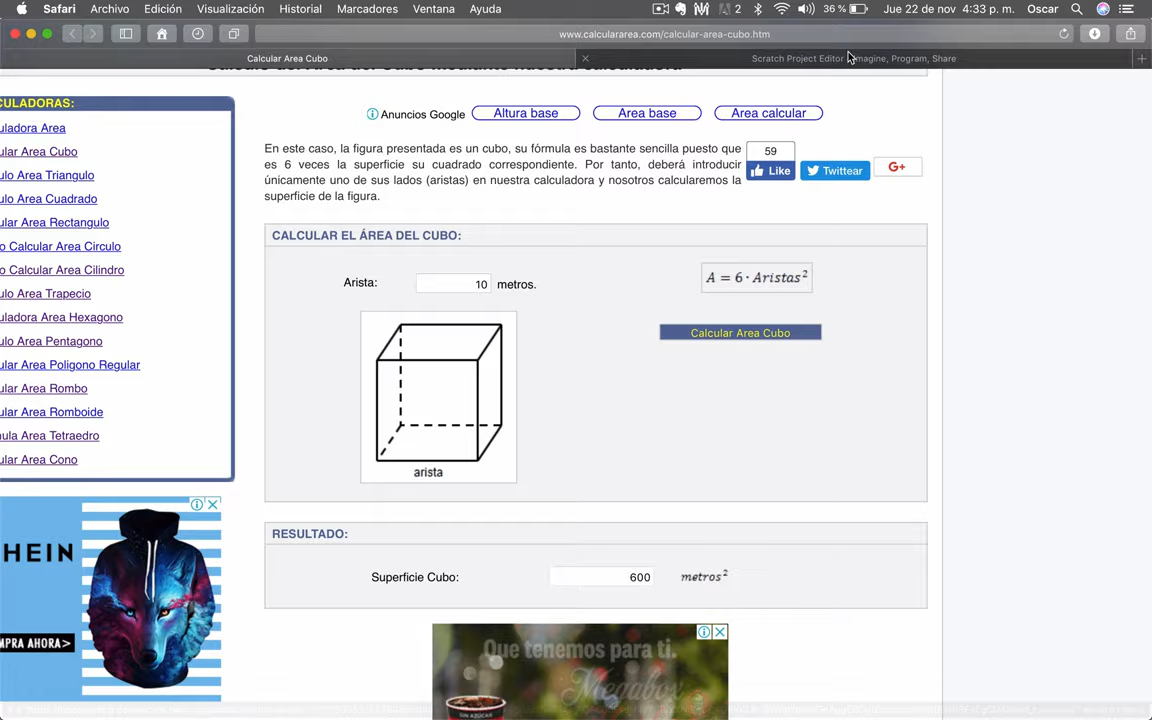 Safari Archivo Edición Visualización Historial Marcadores Ventana Ayuda 2 36 % Jue 22 de nov 4:33 p. m. Oscar
www.calculararea.com/calcular-area-cubo.htm
Calcular Area Cubo
Scratch Project Editor Imagine, Program, Share
CULADORAS:
uladora Area
ular Area Cubo
ulo Area Triangulo
ulo Area Cuadrado
ular Area Rectangulo
o Calcular Area Circulo
o Calcular Area Cilindro
ulo Area Trapecio
uladora Area Hexagono
ulo Area Pentagono
ular Area Poligono Regular
ular Area Rombo
ular Area Romboide
nula Area Tetraedro
ular Area Cono
HEIN
MPRA AHORA>
Anuncios Google Altura base Area base Area calcular
En este caso, la figura presentada es un cubo, su fórmula es bastante sencilla puesto que
es 6 veces la superficie su cuadrado correspondiente. Por tanto, deberá introducir
únicamente uno de sus lados (aristas) en nuestra calculadora y nosotros calcularemos la
superficie de la figura.
59
Like Twittear G+
CALCULAR EL ÁREA DEL CUBO:
Arista: 10 metros.
A = 6 · Aristas²
Calcular Area Cubo
arista
RESULTADO:
Superficie Cubo: 600 metros²
Que tenemos para ti.
Megabox
SIN AZÚCAR